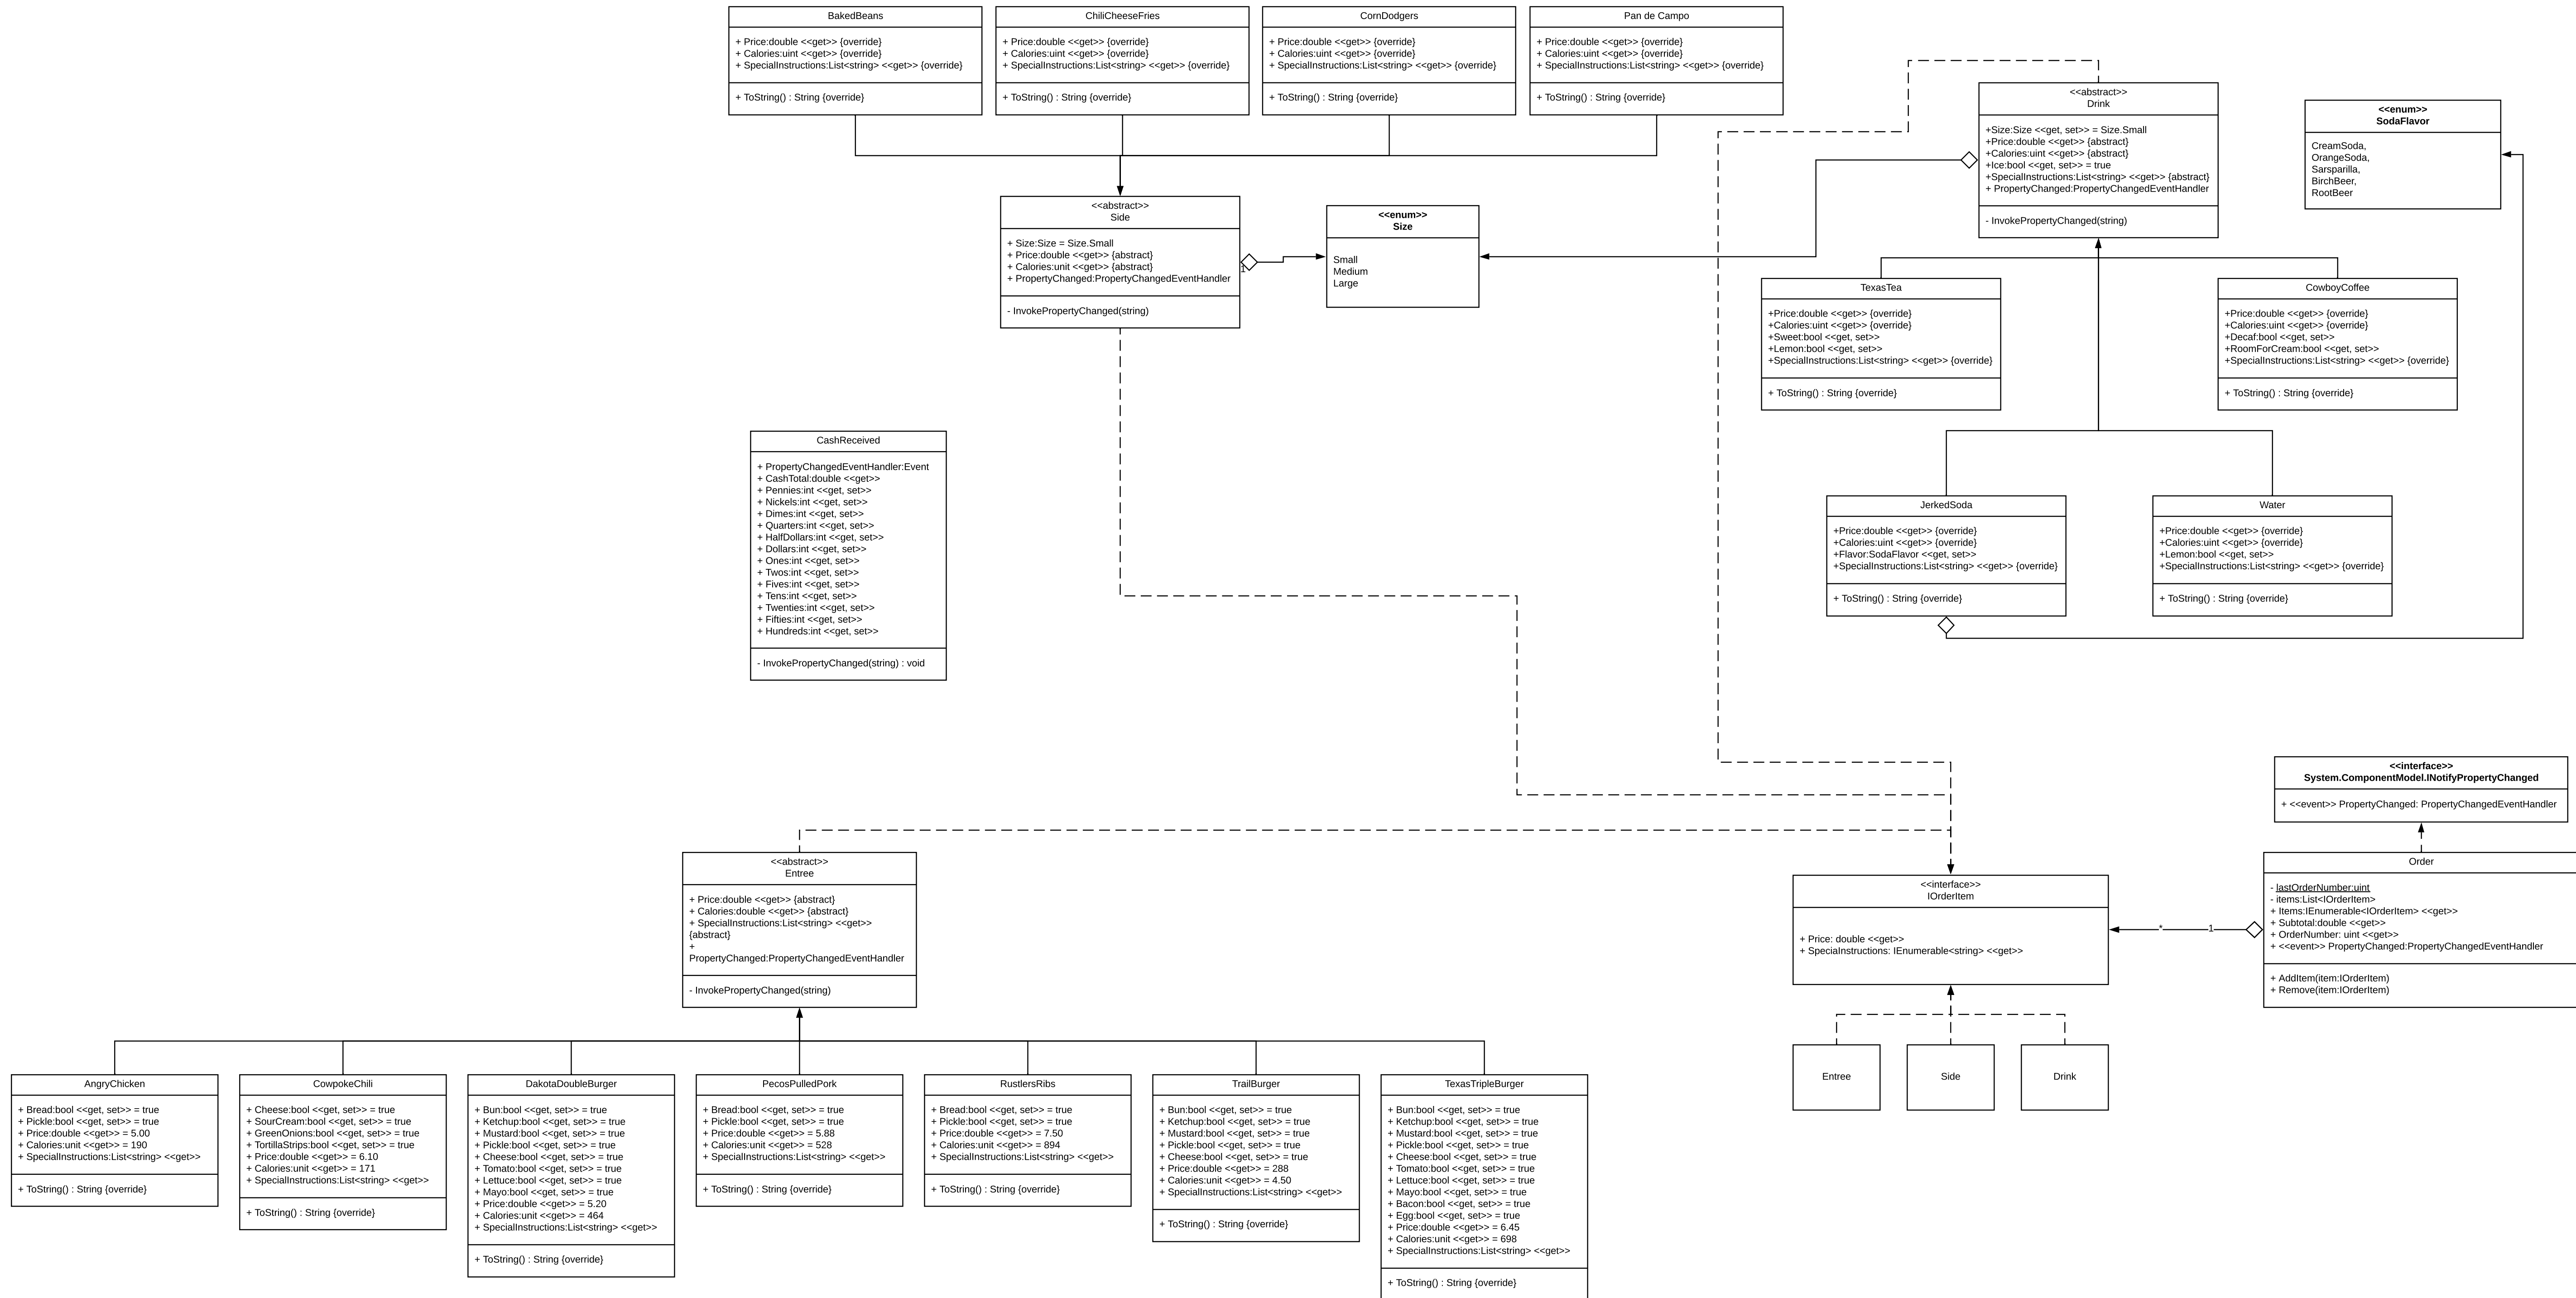 BakedBeans
+ Price:double <<get>> {override}
+ Calories:uint <<get>> {override}
+ SpecialInstructions:List<string> <<get>> {override}
+ ToString() : String {override}
ChiliCheeseFries
+ Price:double <<get>> {override}
+ Calories:uint <<get>> {override}
+ SpecialInstructions:List<string> <<get>> {override}
+ ToString() : String {override}
CornDodgers
+ Price:double <<get>> {override}
+ Calories:uint <<get>> {override}
+ SpecialInstructions:List<string> <<get>> {override}
+ ToString() : String {override}
Pan de Campo
+ Price:double <<get>> {override}
+ Calories:uint <<get>> {override}
+ SpecialInstructions:List<string> <<get>> {override}
+ ToString() : String {override}
<<abstract>>
Drink
+Size:Size <<get, set>> = Size.Small
+Price:double <<get>> {abstract}
+Calories:uint <<get>> {abstract}
+Ice:bool <<get, set>> = true
+SpecialInstructions:List<string> <<get>> {abstract}
+ PropertyChanged:PropertyChangedEventHandler
- InvokePropertyChanged(string)
<<enum>>
SodaFlavor
CreamSoda,
OrangeSoda,
Sarsparilla,
BirchBeer,
RootBeer
<<abstract>>
Side
+ Size:Size = Size.Small
+ Price:double <<get>> {abstract}
+ Calories:unit <<get>> {abstract}
+ PropertyChanged:PropertyChangedEventHandler
- InvokePropertyChanged(string)
1
<<enum>>
Size
Small
Medium
Large
TexasTea
+Price:double <<get>> {override}
+Calories:uint <<get>> {override}
+Sweet:bool <<get, set>>
+Lemon:bool <<get, set>>
+SpecialInstructions:List<string> <<get>> {override}
+ ToString() : String {override}
CowboyCoffee
+Price:double <<get>> {override}
+Calories:uint <<get>> {override}
+Decaf:bool <<get, set>>
+RoomForCream:bool <<get, set>>
+SpecialInstructions:List<string> <<get>> {override}
+ ToString() : String {override}
CashReceived
+ PropertyChangedEventHandler:Event
+ CashTotal:double <<get>>
+ Pennies:int <<get, set>>
+ Nickels:int <<get, set>>
+ Dimes:int <<get, set>>
+ Quarters:int <<get, set>>
+ HalfDollars:int <<get, set>>
+ Dollars:int <<get, set>>
+ Ones:int <<get, set>>
+ Twos:int <<get, set>>
+ Fives:int <<get, set>>
+ Tens:int <<get, set>>
+ Twenties:int <<get, set>>
+ Fifties:int <<get, set>>
+ Hundreds:int <<get, set>>
- InvokePropertyChanged(string) : void
JerkedSoda
+Price:double <<get>> {override}
+Calories:uint <<get>> {override}
+Flavor:SodaFlavor <<get, set>>
+SpecialInstructions:List<string> <<get>> {override}
+ ToString() : String {override}
Water
+Price:double <<get>> {override}
+Calories:uint <<get>> {override}
+Lemon:bool <<get, set>>
+SpecialInstructions:List<string> <<get>> {override}
+ ToString() : String {override}
<<interface>>
System.ComponentModel.INotifyPropertyChanged
+ <<event>> PropertyChanged: PropertyChangedEventHandler
<<abstract>>
Entree
+ Price:double <<get>> {abstract}
+ Calories:double <<get>> {abstract}
+ SpecialInstructions:List<string> <<get>>
{abstract}
+
PropertyChanged:PropertyChangedEventHandler
- InvokePropertyChanged(string)
<<interface>>
IOrderItem
+ Price: double <<get>>
+ SpeciaInstructions: IEnumerable<string> <<get>>
* 1
Order
- lastOrderNumber:uint
- items:List<IOrderItem>
+ Items:IEnumerable<IOrderItem> <<get>>
+ Subtotal:double <<get>>
+ OrderNumber: uint <<get>>
+ <<event>> PropertyChanged:PropertyChangedEventHandler
+ AddItem(item:IOrderItem)
+ Remove(item:IOrderItem)
Entree
Side
Drink
AngryChicken
+ Bread:bool <<get, set>> = true
+ Pickle:bool <<get, set>> = true
+ Price:double <<get>> = 5.00
+ Calories:unit <<get>> = 190
+ SpecialInstructions:List<string> <<get>>
+ ToString() : String {override}
CowpokeChili
+ Cheese:bool <<get, set>> = true
+ SourCream:bool <<get, set>> = true
+ GreenOnions:bool <<get, set>> = true
+ TortillaStrips:bool <<get, set>> = true
+ Price:double <<get>> = 6.10
+ Calories:unit <<get>> = 171
+ SpecialInstructions:List<string> <<get>>
+ ToString() : String {override}
DakotaDoubleBurger
+ Bun:bool <<get, set>> = true
+ Ketchup:bool <<get, set>> = true
+ Mustard:bool <<get, set>> = true
+ Pickle:bool <<get, set>> = true
+ Cheese:bool <<get, set>> = true
+ Tomato:bool <<get, set>> = true
+ Lettuce:bool <<get, set>> = true
+ Mayo:bool <<get, set>> = true
+ Price:double <<get>> = 5.20
+ Calories:unit <<get>> = 464
+ SpecialInstructions:List<string> <<get>>
+ ToString() : String {override}
PecosPulledPork
+ Bread:bool <<get, set>> = true
+ Pickle:bool <<get, set>> = true
+ Price:double <<get>> = 5.88
+ Calories:unit <<get>> = 528
+ SpecialInstructions:List<string> <<get>>
+ ToString() : String {override}
RustlersRibs
+ Bread:bool <<get, set>> = true
+ Pickle:bool <<get, set>> = true
+ Price:double <<get>> = 7.50
+ Calories:unit <<get>> = 894
+ SpecialInstructions:List<string> <<get>>
+ ToString() : String {override}
TrailBurger
+ Bun:bool <<get, set>> = true
+ Ketchup:bool <<get, set>> = true
+ Mustard:bool <<get, set>> = true
+ Pickle:bool <<get, set>> = true
+ Cheese:bool <<get, set>> = true
+ Price:double <<get>> = 288
+ Calories:unit <<get>> = 4.50
+ SpecialInstructions:List<string> <<get>>
+ ToString() : String {override}
TexasTripleBurger
+ Bun:bool <<get, set>> = true
+ Ketchup:bool <<get, set>> = true
+ Mustard:bool <<get, set>> = true
+ Pickle:bool <<get, set>> = true
+ Cheese:bool <<get, set>> = true
+ Tomato:bool <<get, set>> = true
+ Lettuce:bool <<get, set>> = true
+ Mayo:bool <<get, set>> = true
+ Bacon:bool <<get, set>> = true
+ Egg:bool <<get, set>> = true
+ Price:double <<get>> = 6.45
+ Calories:unit <<get>> = 698
+ SpecialInstructions:List<string> <<get>>
+ ToString() : String {override}